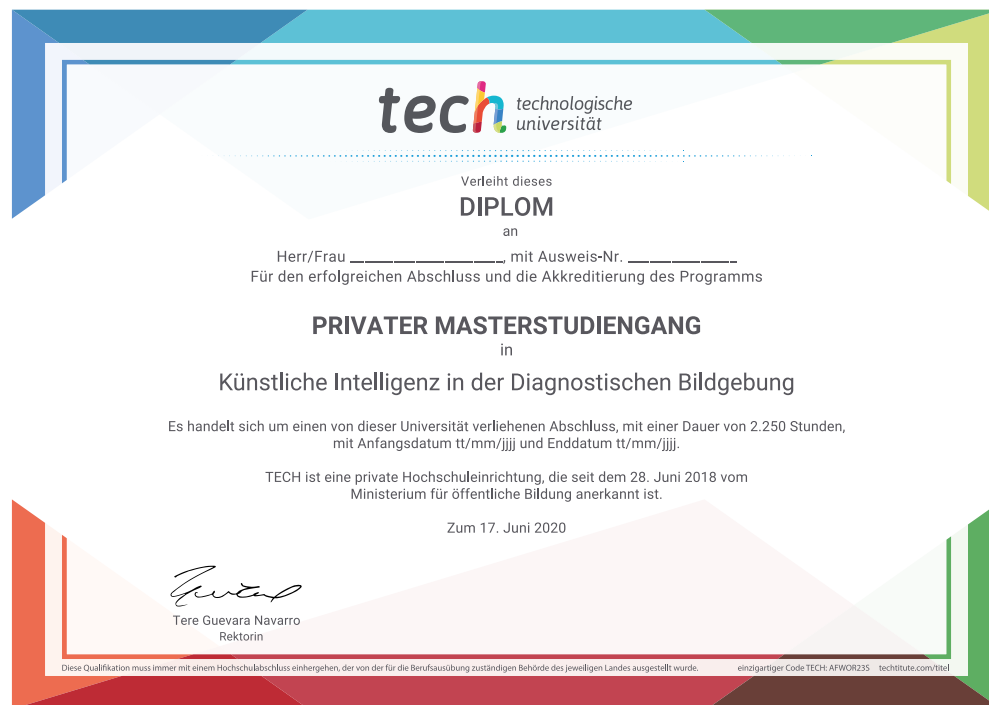 tech technologische
universität
Verleiht dieses
DIPLOM
an
Herr/Frau ____________________, mit Ausweis-Nr. ______________
Für den erfolgreichen Abschluss und die Akkreditierung des Programms
PRIVATER MASTERSTUDIENGANG
in
Künstliche Intelligenz in der Diagnostischen Bildgebung
Es handelt sich um einen von dieser Universität verliehenen Abschluss, mit einer Dauer von 2.250 Stunden,
mit Anfangsdatum tt/mm/jjjj und Enddatum tt/mm/jjjj.
TECH ist eine private Hochschuleinrichtung, die seit dem 28. Juni 2018 vom
Ministerium für öffentliche Bildung anerkannt ist.
Zum 17. Juni 2020
Tere Guevara Navarro
Rektorin
Diese Qualifikation muss immer mit einem Hochschulabschluss einhergehen, der von der für die Berufsausübung zuständigen Behörde des jeweiligen Landes ausgestellt wurde. einzigartiger Code TECH: AFWOR23S techtitute.com/titel